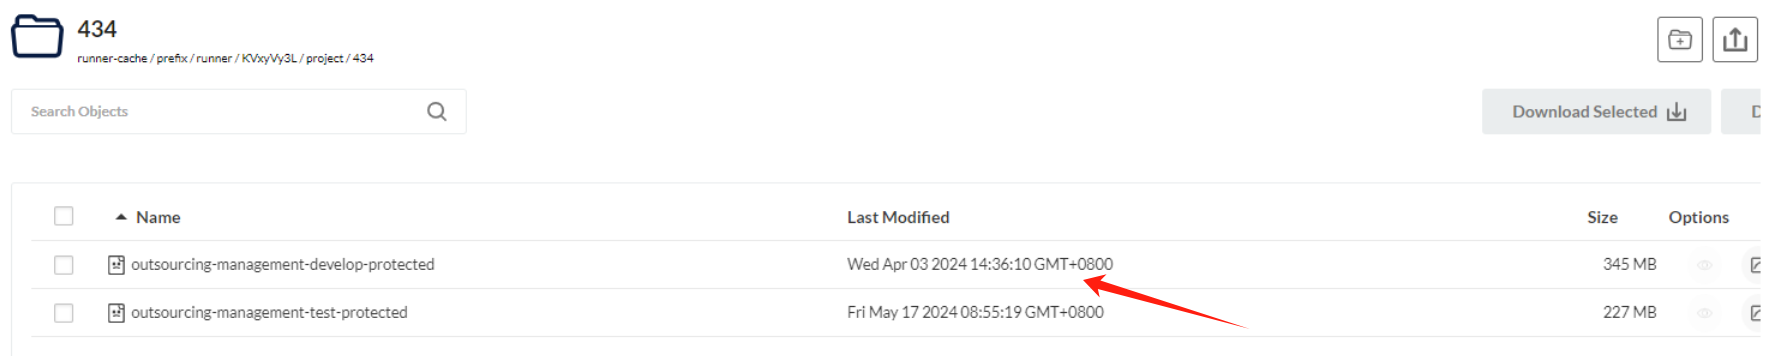 434
runner-cache / prefix / runner / KVxyVy3L / project / 434
Search Objects
Download Selected
D
Name Last Modified Size Options
outsourcing-management-develop-protected Wed Apr 03 2024 14:36:10 GMT+0800 345 MB
outsourcing-management-test-protected Fri May 17 2024 08:55:19 GMT+0800 227 MB